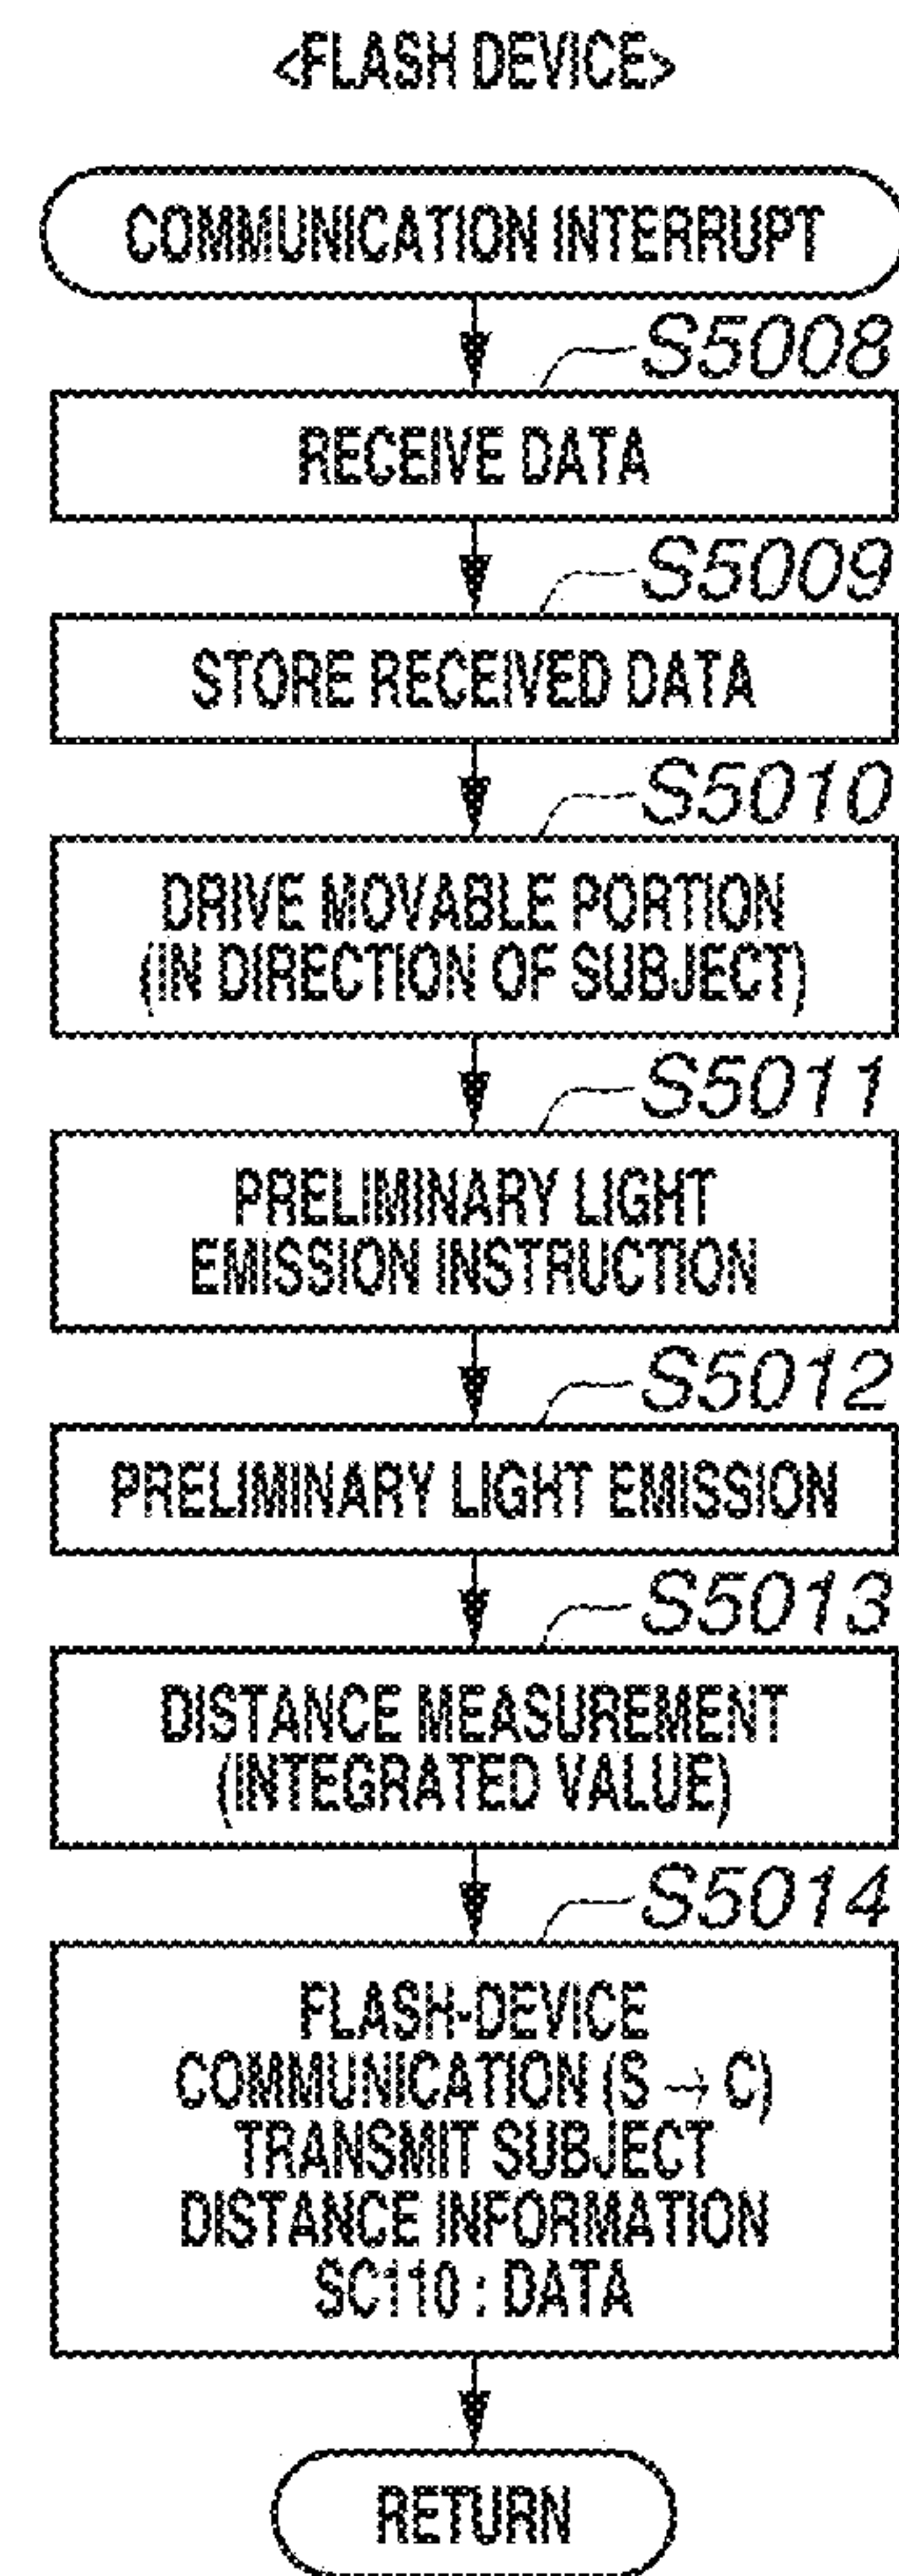 <FLASH DEVICE>
COMMUNICATION INTERRUPT
S5008
RECEIVE DATA
S5009
STORE RECEIVED DATA
S5010
DRIVE MOVABLE PORTION
(IN DIRECTION OF SUBJECT)
S5011
PRELIMINARY LIGHT
EMISSION INSTRUCTION
S5012
PRELIMINARY LIGHT EMISSION
S5013
DISTANCE MEASUREMENT
(INTEGRATED VALUE)
S5014
FLASH-DEVICE
COMMUNICATION (S → C)
TRANSMIT SUBJECT
DISTANCE INFORMATION
SC110 : DATA
RETURN